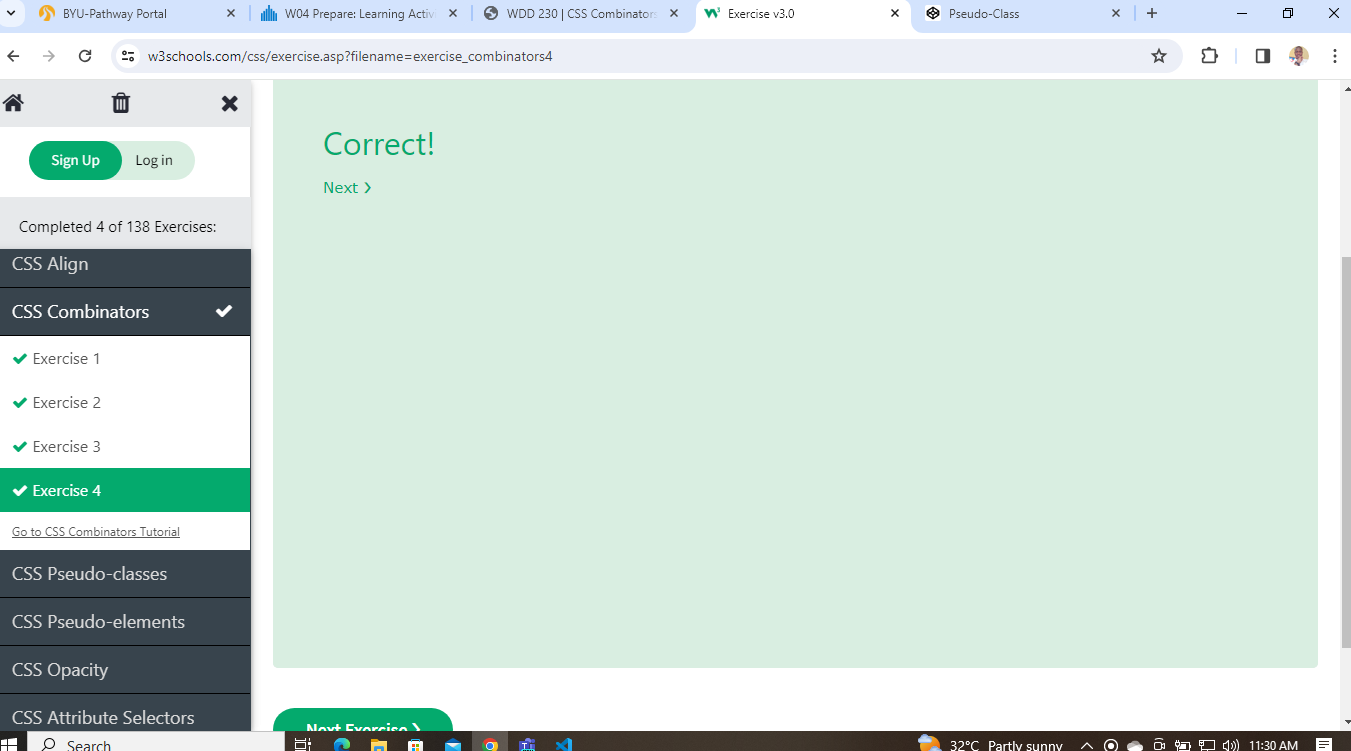 BYU-Pathway Portal
W04 Prepare: Learning Activi
WDD 230 | CSS Combinators
Exercise v3.0
Pseudo-Class
w3schools.com/css/exercise.asp?filename=exercise_combinators4
Sign Up
Log in
Completed 4 of 138 Exercises:
CSS Align
CSS Combinators
Exercise 1
Exercise 2
Exercise 3
Exercise 4
Go to CSS Combinators Tutorial
CSS Pseudo-classes
CSS Pseudo-elements
CSS Opacity
CSS Attribute Selectors
Correct!
Next ❯
Next Exercise ❯
Search
32°C Partly sunny
11:30 AM